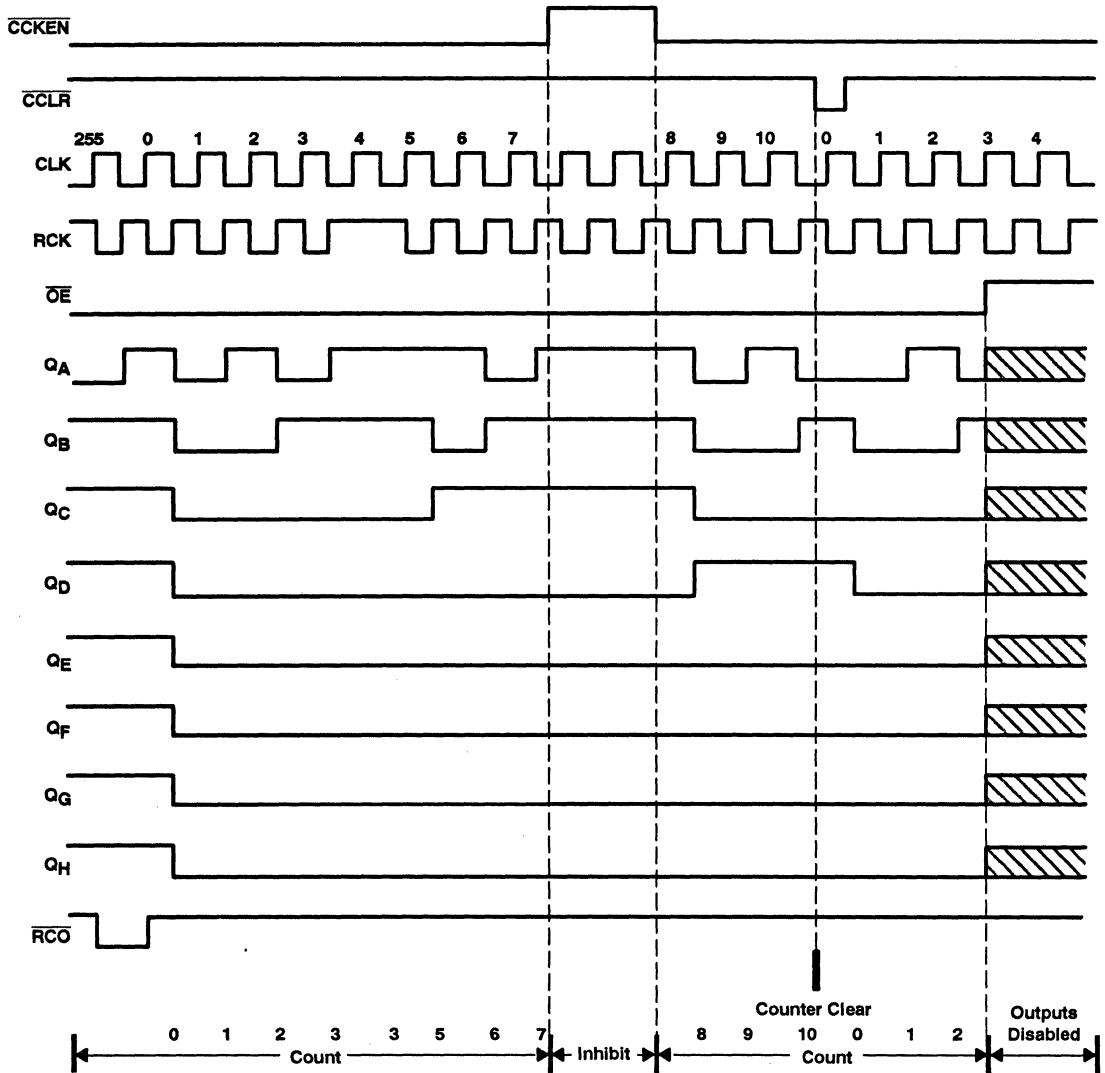 CCKEN
CCLR
255 0 1 2 3 4 5 6 7 8 9 10 0 1 2 3 4
CLK
RCK
OE
QA
QB
QC
QD
QE
QF
QG
QH
RCO
Counter Clear
Outputs
Disabled
0 1 2 3 3 5 6 7 8 9 10 0 1 2
Count Inhibit Count